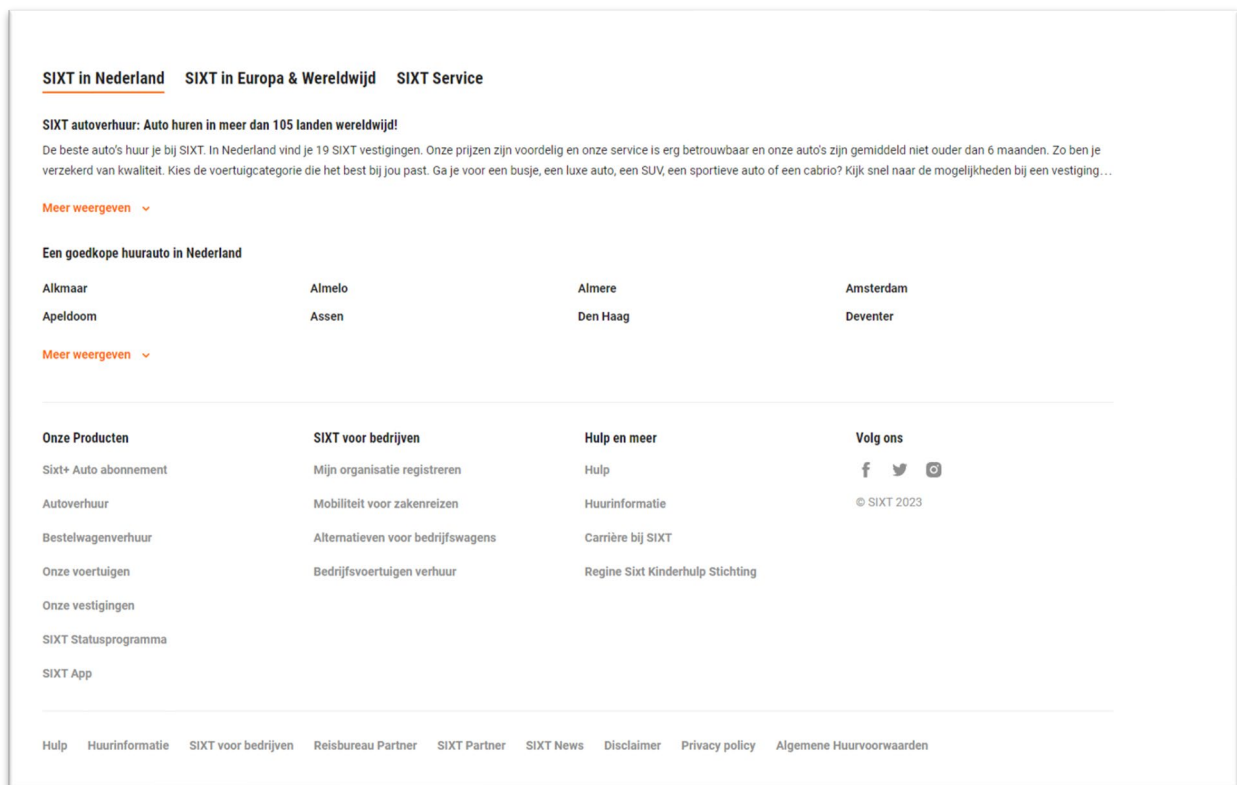 SIXT in Nederland SIXT in Europa & Wereldwijd SIXT Service
SIXT autoverhuur: Auto huren in meer dan 105 landen wereldwijd!
De beste auto's huur je bij SIXT. In Nederland vind je 19 SIXT vestigingen. Onze prijzen zijn voordelig en onze service is erg betrouwbaar en onze auto's zijn gemiddeld niet ouder dan 6 maanden. Zo ben je
verzekerd van kwaliteit. Kies de voertuigcategorie die het best bij jou past. Ga je voor een busje, een luxe auto, een SUV, een sportieve auto of een cabrio? Kijk snel naar de mogelijkheden bij een vestiging...
Meer weergeven
Een goedkope huurauto in Nederland
Alkmaar Almelo Almere Amsterdam
Apeldoorn Assen Den Haag Deventer
Meer weergeven
Onze Producten
Sixt+ Auto abonnement
Autoverhuur
Bestelwagenverhuur
Onze voertuigen
Onze vestigingen
SIXT Statusprogramma
SIXT App
SIXT voor bedrijven
Mijn organisatie registreren
Mobiliteit voor zakenreizen
Alternatieven voor bedrijfswagens
Bedrijfsvoertuigen verhuur
Hulp en meer
Hulp
Huurinformatie
Carrière bij SIXT
Regine Sixt Kinderhulp Stichting
Volg ons
© SIXT 2023
Hulp Huurinformatie SIXT voor bedrijven Reisbureau Partner SIXT Partner SIXT News Disclaimer Privacy policy Algemene Huurvoorwaarden